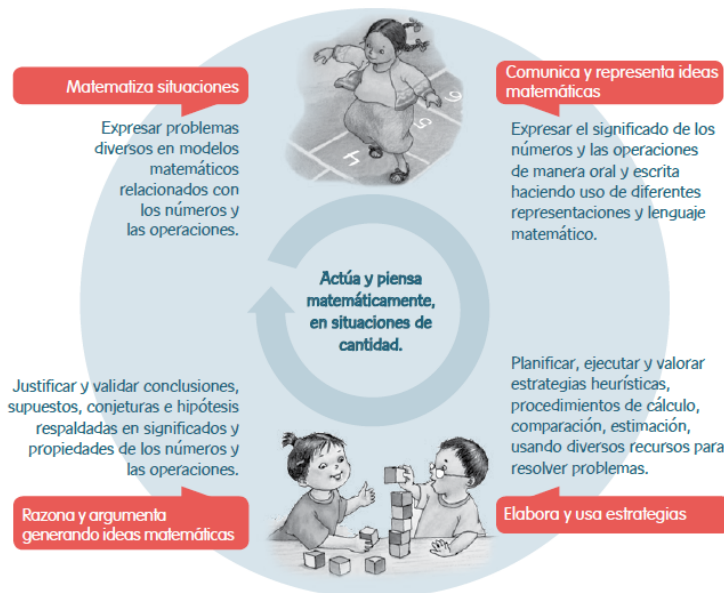 Matematiza situaciones
Expresar problemas
diversos en modelos
matemáticos
relacionados con
los números y
las operaciones.
Comunica y representa ideas
matemáticas
Expresar el significado de los
números y las operaciones
de manera oral y escrita
haciendo uso de diferentes
representaciones y lenguaje
matemático.
6
5
4
Actúa y piensa
matemáticamente,
en situaciones de
cantidad.
Justificar y validar conclusiones,
supuestos, conjeturas e hipótesis
respaldadas en significados y
propiedades de los números y
las operaciones.
Razona y argumenta
generando ideas matemáticas
Planificar, ejecutar y valorar
estrategias heurísticas,
procedimientos de cálculo,
comparación, estimación,
usando diversos recursos para
resolver problemas.
Elabora y usa estrategias